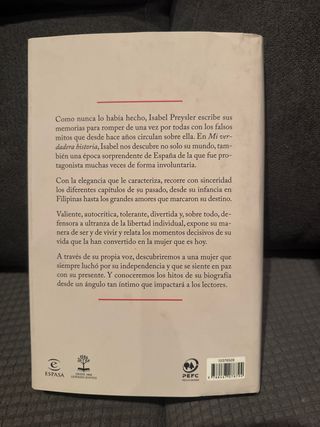 Como nunca lo había hecho, Isabel Preysler escribe sus
memorias para romper de una vez por todas con los falsos
mitos que desde hace años circulan sobre ella. En Mi ver-
dadera historia, Isabel nos descubre no solo su mundo, tam-
bién una época sorprendente de España de la que fue pro-
tagonista muchas veces de forma involuntaria.
Con la elegancia que le caracteriza, recorre con sinceridad
los diferentes capítulos de su pasado, desde su infancia en
Filipinas hasta los grandes amores que marcaron su destino.
Valiente, autocrítica, tolerante, divertida y, sobre todo, de-
fensora a ultranza de la libertad individual, expone su ma-
nera de ser y de vivir y relata los momentos decisivos de su
vida que la han convertido en la mujer que es hoy.
A través de su propia voz, descubriremos a una mujer que
siempre luchó por su independencia y que se siente en paz
con su presente. Y conoceremos los hitos de su biografía
desde un ángulo tan íntimo que impactará a los lectores.
ESPASA
PEFC